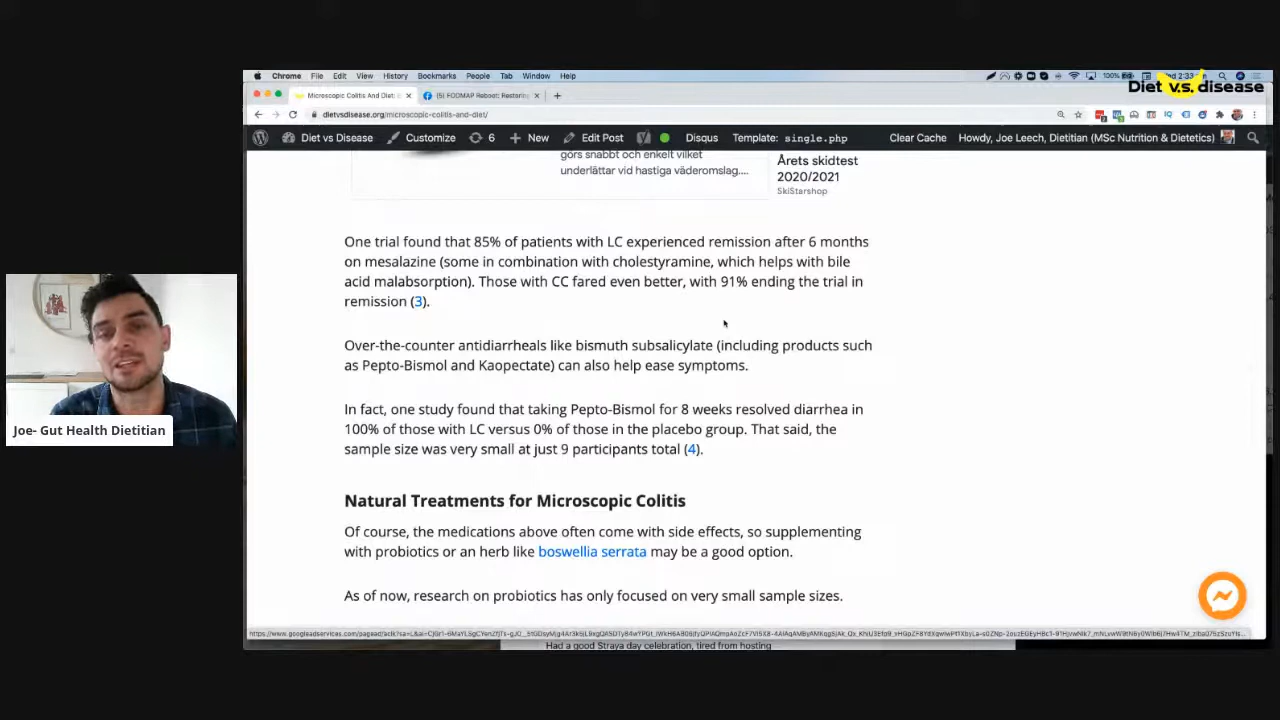 Chrome File Edit View History Bookmarks People Tab Window Help
100%
Diet v.s. disease
Microscopic Colitis And Diet: E
(5) FODMAP Reboot: Restoring
dietvsdisease.org/microscopic-colitis-and-diet/
Diet vs Disease Customize 6 New Edit Post Disqus Template: single.php Clear Cache Howdy, Joe Leech, Dietitian (MSc Nutrition & Dietetics)
görs snabbt och enkelt vilket
underlättar vid hastiga väderomslag....
Årets skidtest
2020/2021
SkiStarshop
One trial found that 85% of patients with LC experienced remission after 6 months
on mesalazine (some in combination with cholestyramine, which helps with bile
acid malabsorption). Those with CC fared even better, with 91% ending the trial in
remission (3).
Over-the-counter antidiarrheals like bismuth subsalicylate (including products such
as Pepto-Bismol and Kaopectate) can also help ease symptoms.
In fact, one study found that taking Pepto-Bismol for 8 weeks resolved diarrhea in
100% of those with LC versus 0% of those in the placebo group. That said, the
sample size was very small at just 9 participants total (4).
Natural Treatments for Microscopic Colitis
Of course, the medications above often come with side effects, so supplementing
with probiotics or an herb like boswellia serrata may be a good option.
As of now, research on probiotics has only focused on very small sample sizes.
Had a good Straya day celebration, tired from hosting
Joe- Gut Health Dietitian